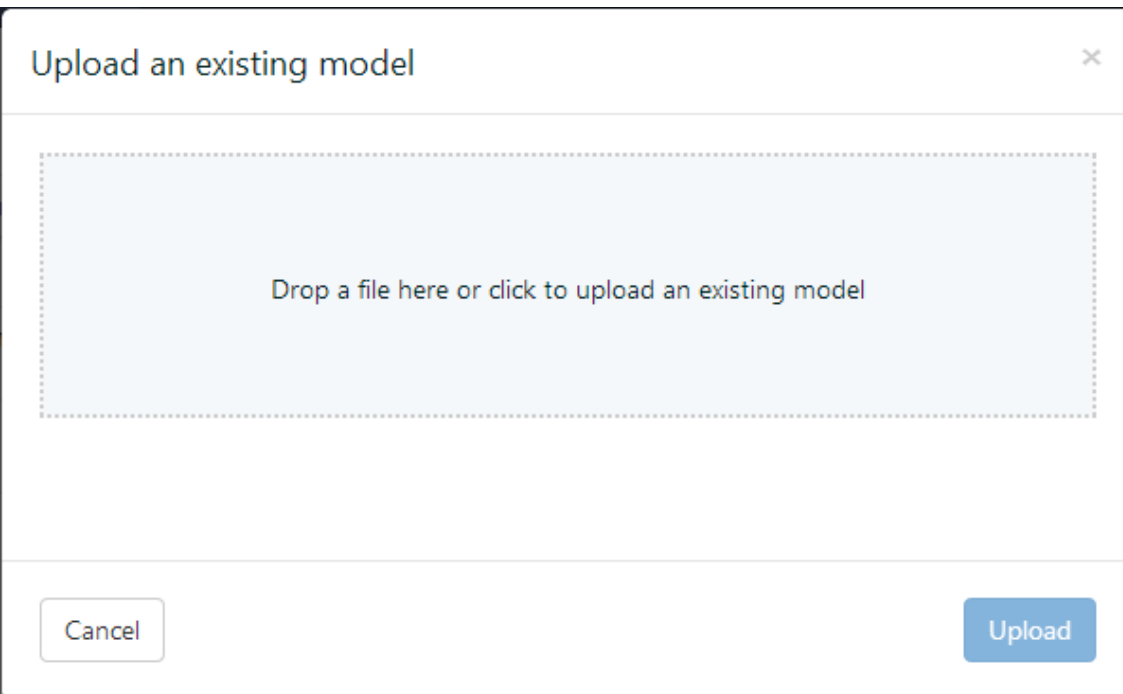 Upload an existing model
×
Drop a file here or click to upload an existing model
Cancel
Upload